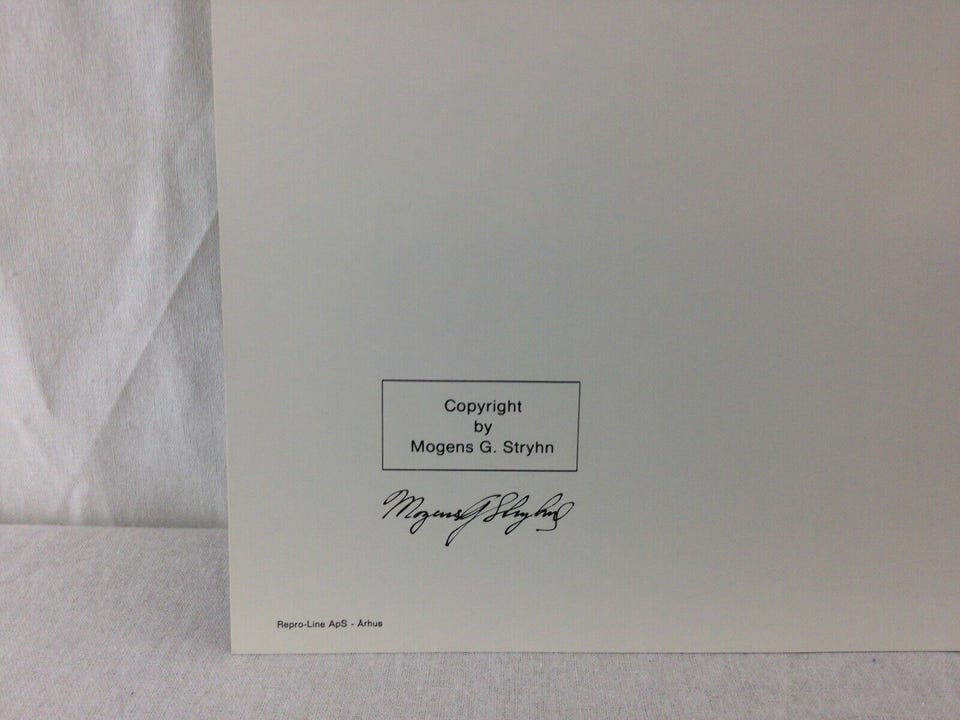 Copyright
by
Mogens G. Stryhn
Mogens G Stryhn
Repro-Line ApS - Århus